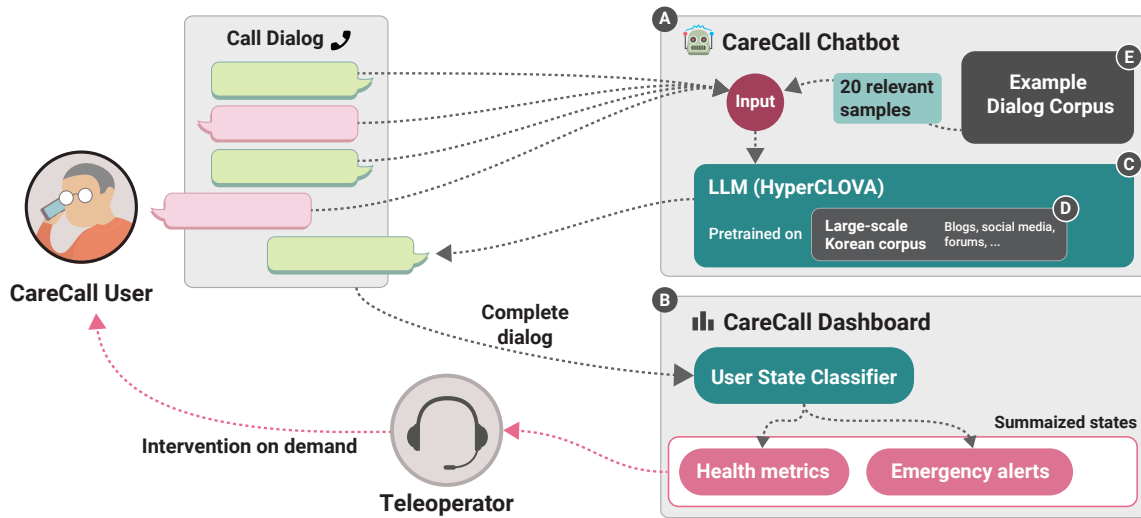 Call Dialog
A
CareCall Chatbot
Input
20 relevant
samples
E
Example
Dialog Corpus
C
LLM (HyperCLOVA)
Pretrained on
D
Large-scale
Korean corpus
Blogs, social media,
forums, ...
CareCall User
Complete
dialog
B
CareCall Dashboard
User State Classifier
Summaized states
Health metrics
Emergency alerts
Intervention on demand
Teleoperator